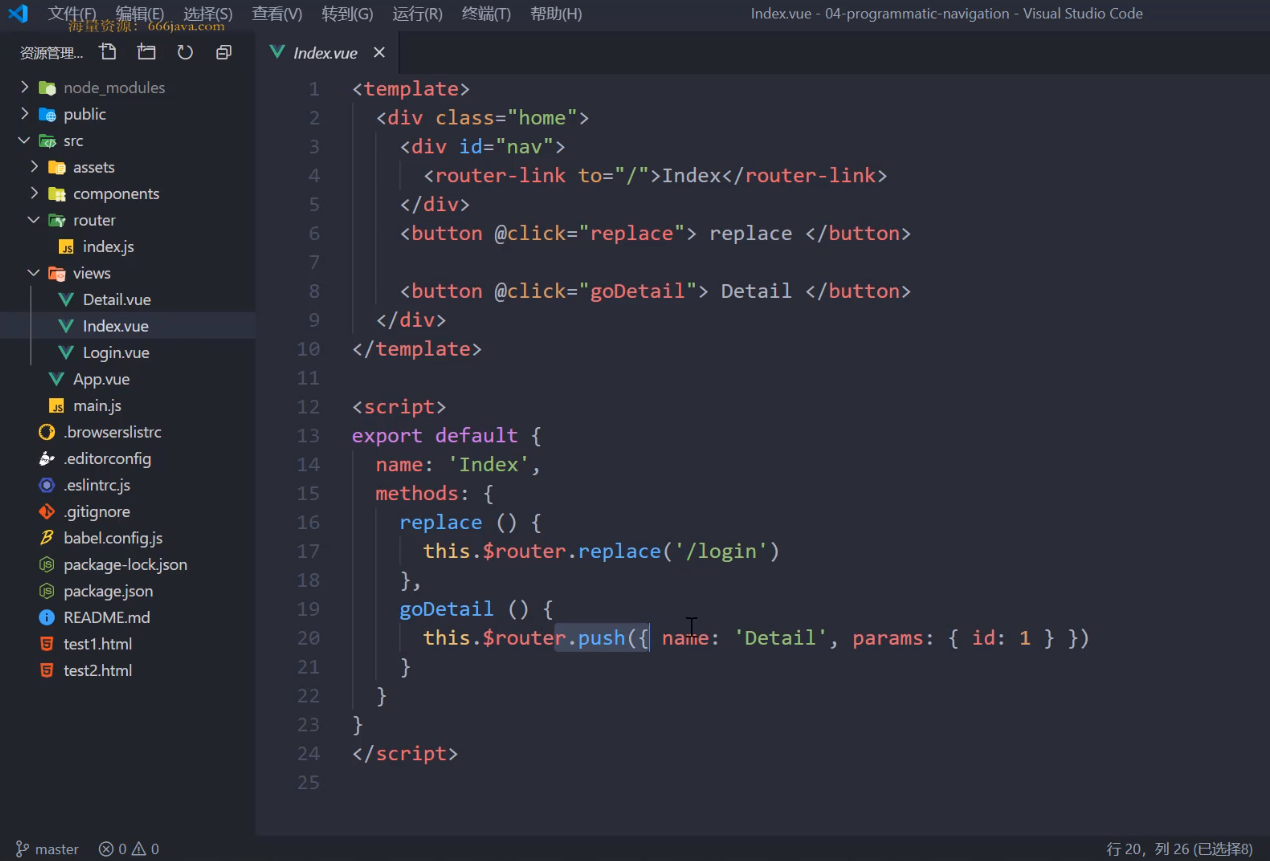 文件(F) 编辑(E) 选择(S) 查看(V) 转到(G) 运行(R) 终端(T) 帮助(H) Index.vue - 04-programmatic-navigation - Visual Studio Code
海量资源：666java.com
资源管理...
node_modules
public
src
assets
components
router
index.js
views
Detail.vue
Index.vue
Login.vue
App.vue
main.js
.browserslistrc
.editorconfig
.eslintrc.js
.gitignore
babel.config.js
package-lock.json
package.json
README.md
test1.html
test2.html
Index.vue
1 <template>
2   <div class="home">
3     <div id="nav">
4       <router-link to="/">Index</router-link>
5     </div>
6     <button @click="replace"> replace </button>
7
8     <button @click="goDetail"> Detail </button>
9   </div>
10 </template>
11
12 <script>
13 export default {
14   name: 'Index',
15   methods: {
16     replace () {
17       this.$router.replace('/login')
18     },
19     goDetail () {
20       this.$router.push({ name: 'Detail', params: { id: 1 } })
21     }
22   }
23 }
24 </script>
25
master 0 0 行 20，列 26 (已选择8)